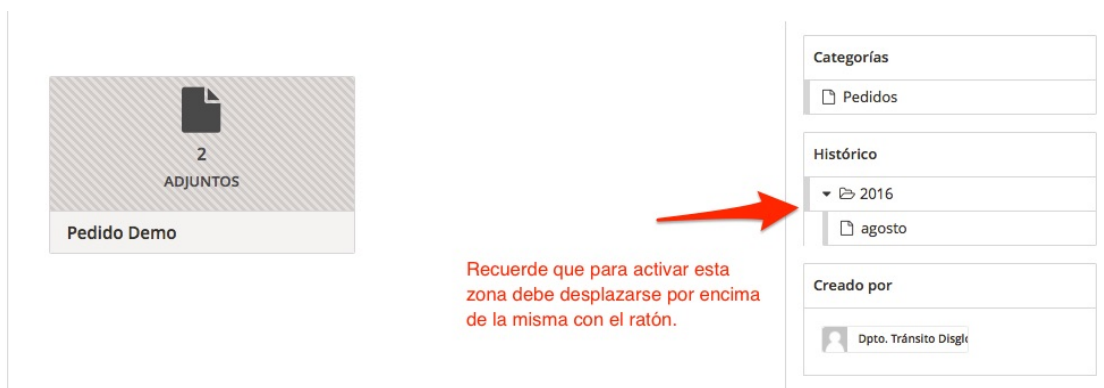 2
ADJUNTOS
Pedido Demo
Recuerde que para activar esta
zona debe desplazarse por encima
de la misma con el ratón.
Categorías
Pedidos
Histórico
2016
agosto
Creado por
Dpto. Tránsito Disglo